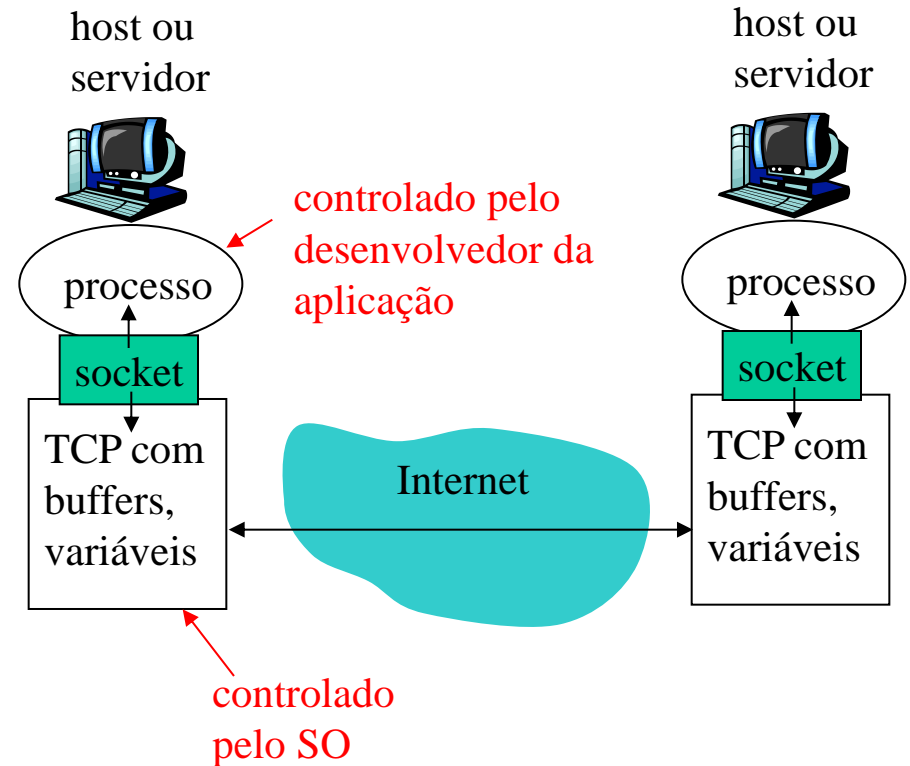 host ou
servidor
host ou
servidor
controlado pelo
desenvolvedor da
aplicação
processo
processo
socket
socket
TCP com
buffers,
variáveis
Internet
TCP com
buffers,
variáveis
controlado
pelo SO